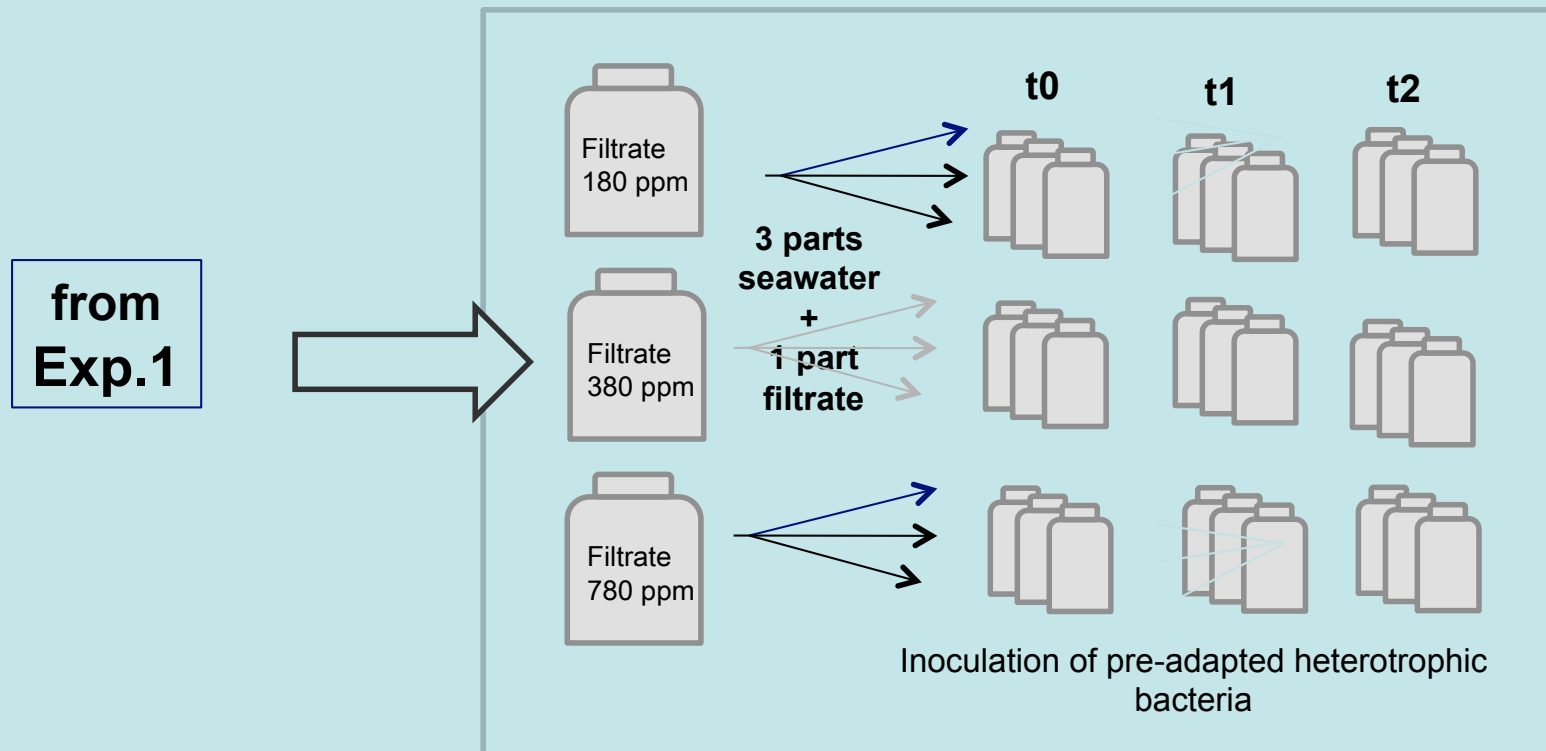 from
Exp.1
Filtrate
180 ppm
Filtrate
380 ppm
Filtrate
780 ppm
3 parts
seawater
+
1 part
filtrate
t0
t1
t2
Inoculation of pre-adapted heterotrophic
bacteria